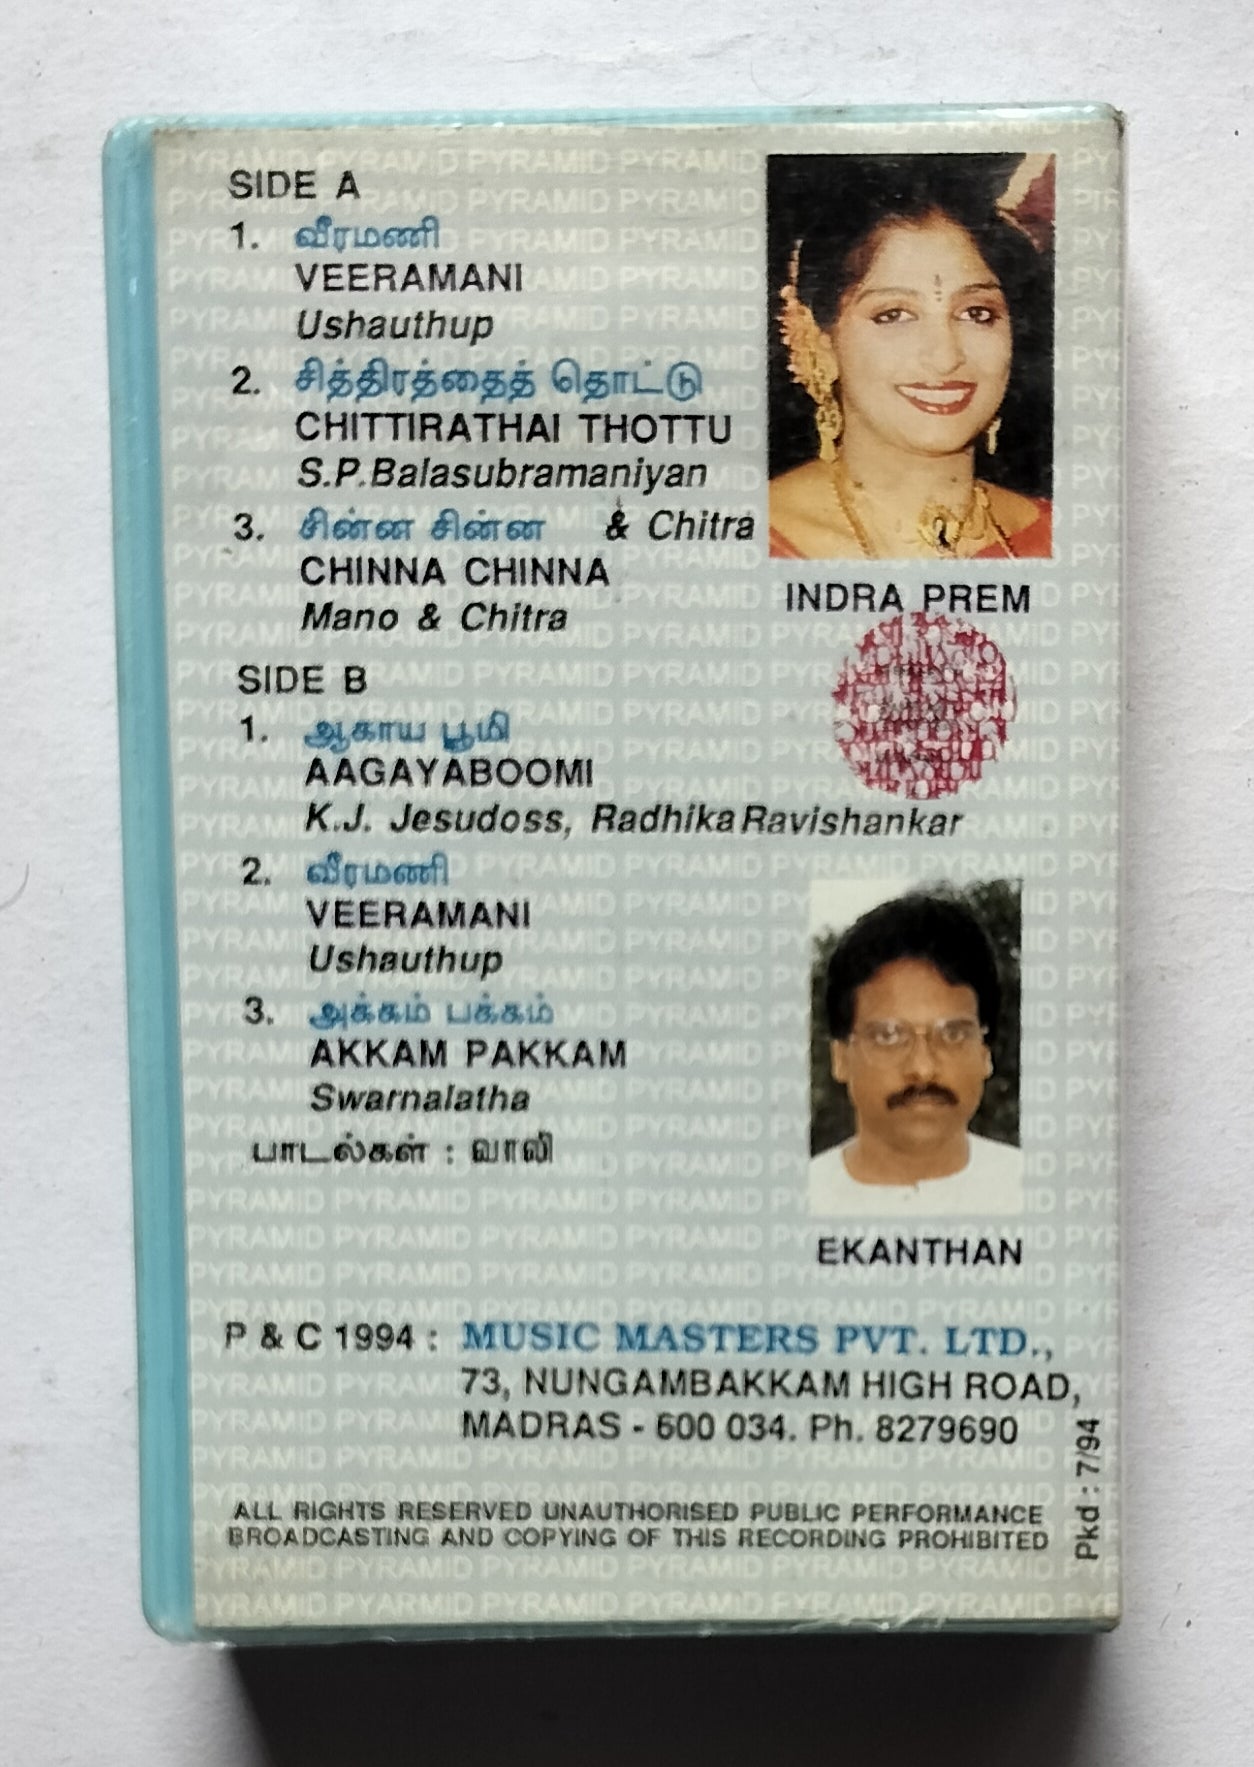 SIDE A
1. வீரமணி
VEERAMANI
Ushauthup
2. சித்திரத்தைத் தொட்டு
CHITTIRATHAI THOTTU
S.P.Balasubramaniyan
& Chitra
3. சின்ன சின்ன
CHINNA CHINNA
Mano & Chitra
INDRA PREM
SIDE B
1. ஆகாய பூமி
AAGAYABOOMI
K.J. Jesudoss, Radhika Ravishankar
2. வீரமணி
VEERAMANI
Ushauthup
3. அக்கம் பக்கம்
AKKAM PAKKAM
Swarnalatha
பாடல்கள் : வாலி
EKANTHAN
P & C 1994 : MUSIC MASTERS PVT. LTD.,
73, NUNGAMBAKKAM HIGH ROAD,
MADRAS - 600 034. Ph. 8279690
Pkd : 7/94
ALL RIGHTS RESERVED UNAUTHORISED PUBLIC PERFORMANCE
BROADCASTING AND COPYING OF THIS RECORDING PROHIBITED